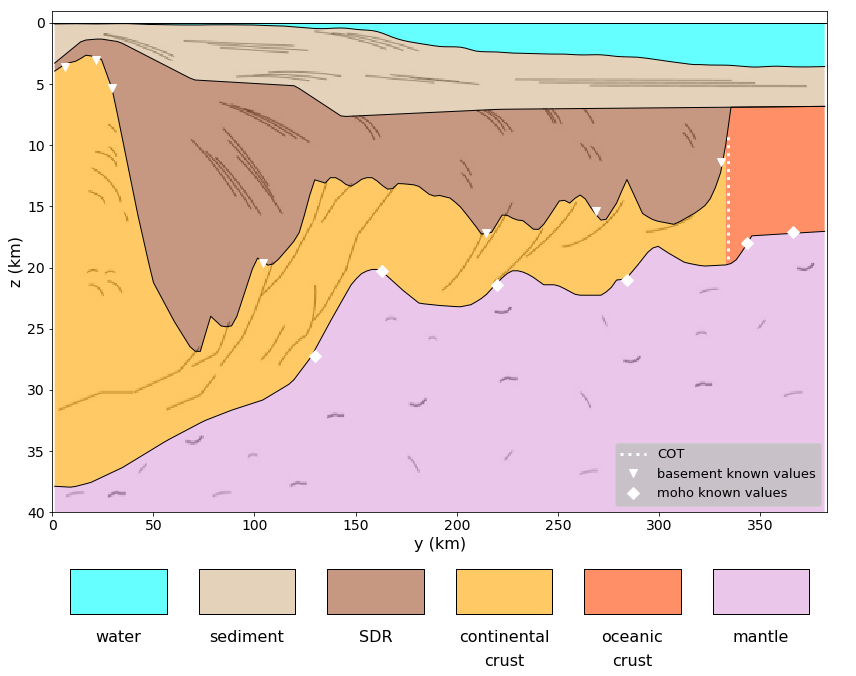 0
5
10
15
20
25
30
35
40
z (km)
0 50 100 150 200 250 300 350
y (km)
COT
basement known values
moho known values
water sediment SDR continental oceanic mantle
crust crust